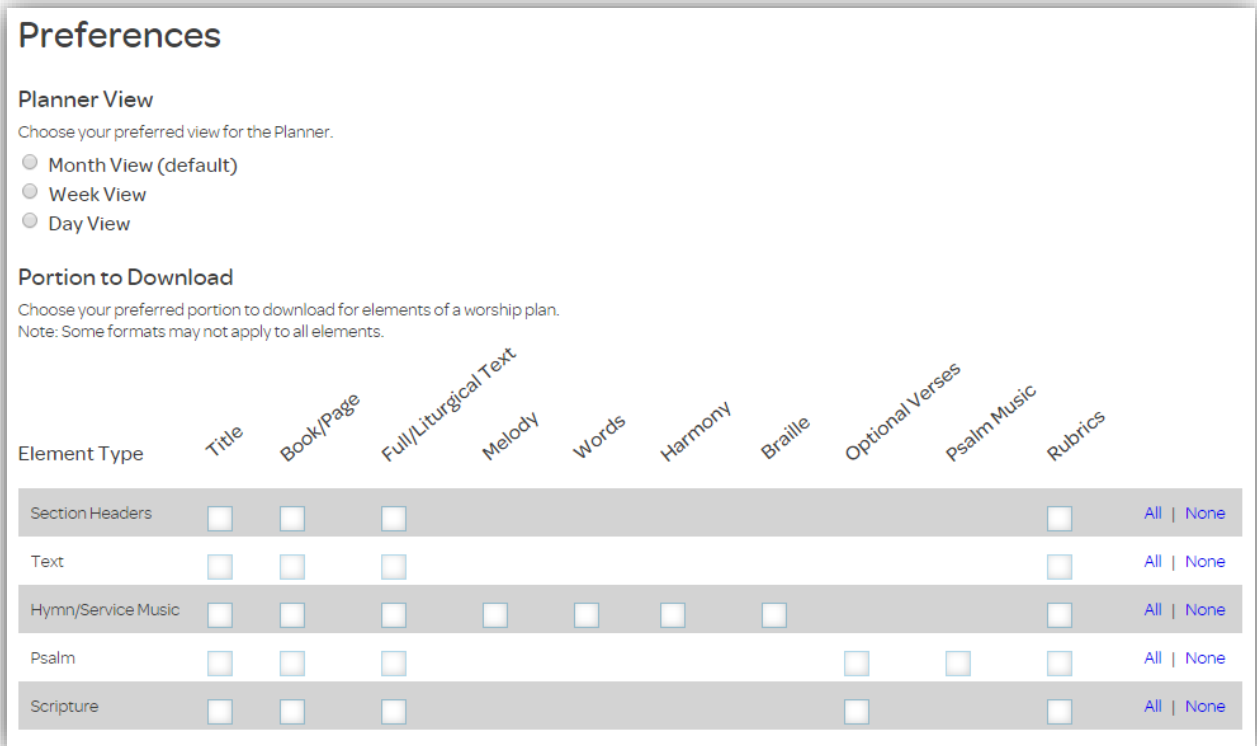 Preferences
Planner View
Choose your preferred view for the Planner.
Month View (default)
Week View
Day View
Portion to Download
Choose your preferred portion to download for elements of a worship plan.
Note: Some formats may not apply to all elements.
Element Type Title Book/Page Full/Liturgical Text Melody Words Harmony Braille Optional Verses Psalm Music Rubrics
Section Headers All | None
Text All | None
Hymn/Service Music All | None
Psalm All | None
Scripture All | None